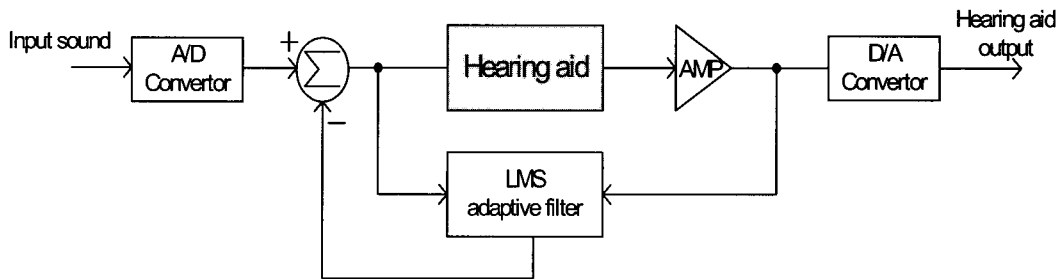 Input sound
A/D
Convertor
+
Σ
−
Hearing aid
AMP
D/A
Convertor
Hearing aid
output
LMS
adaptive filter